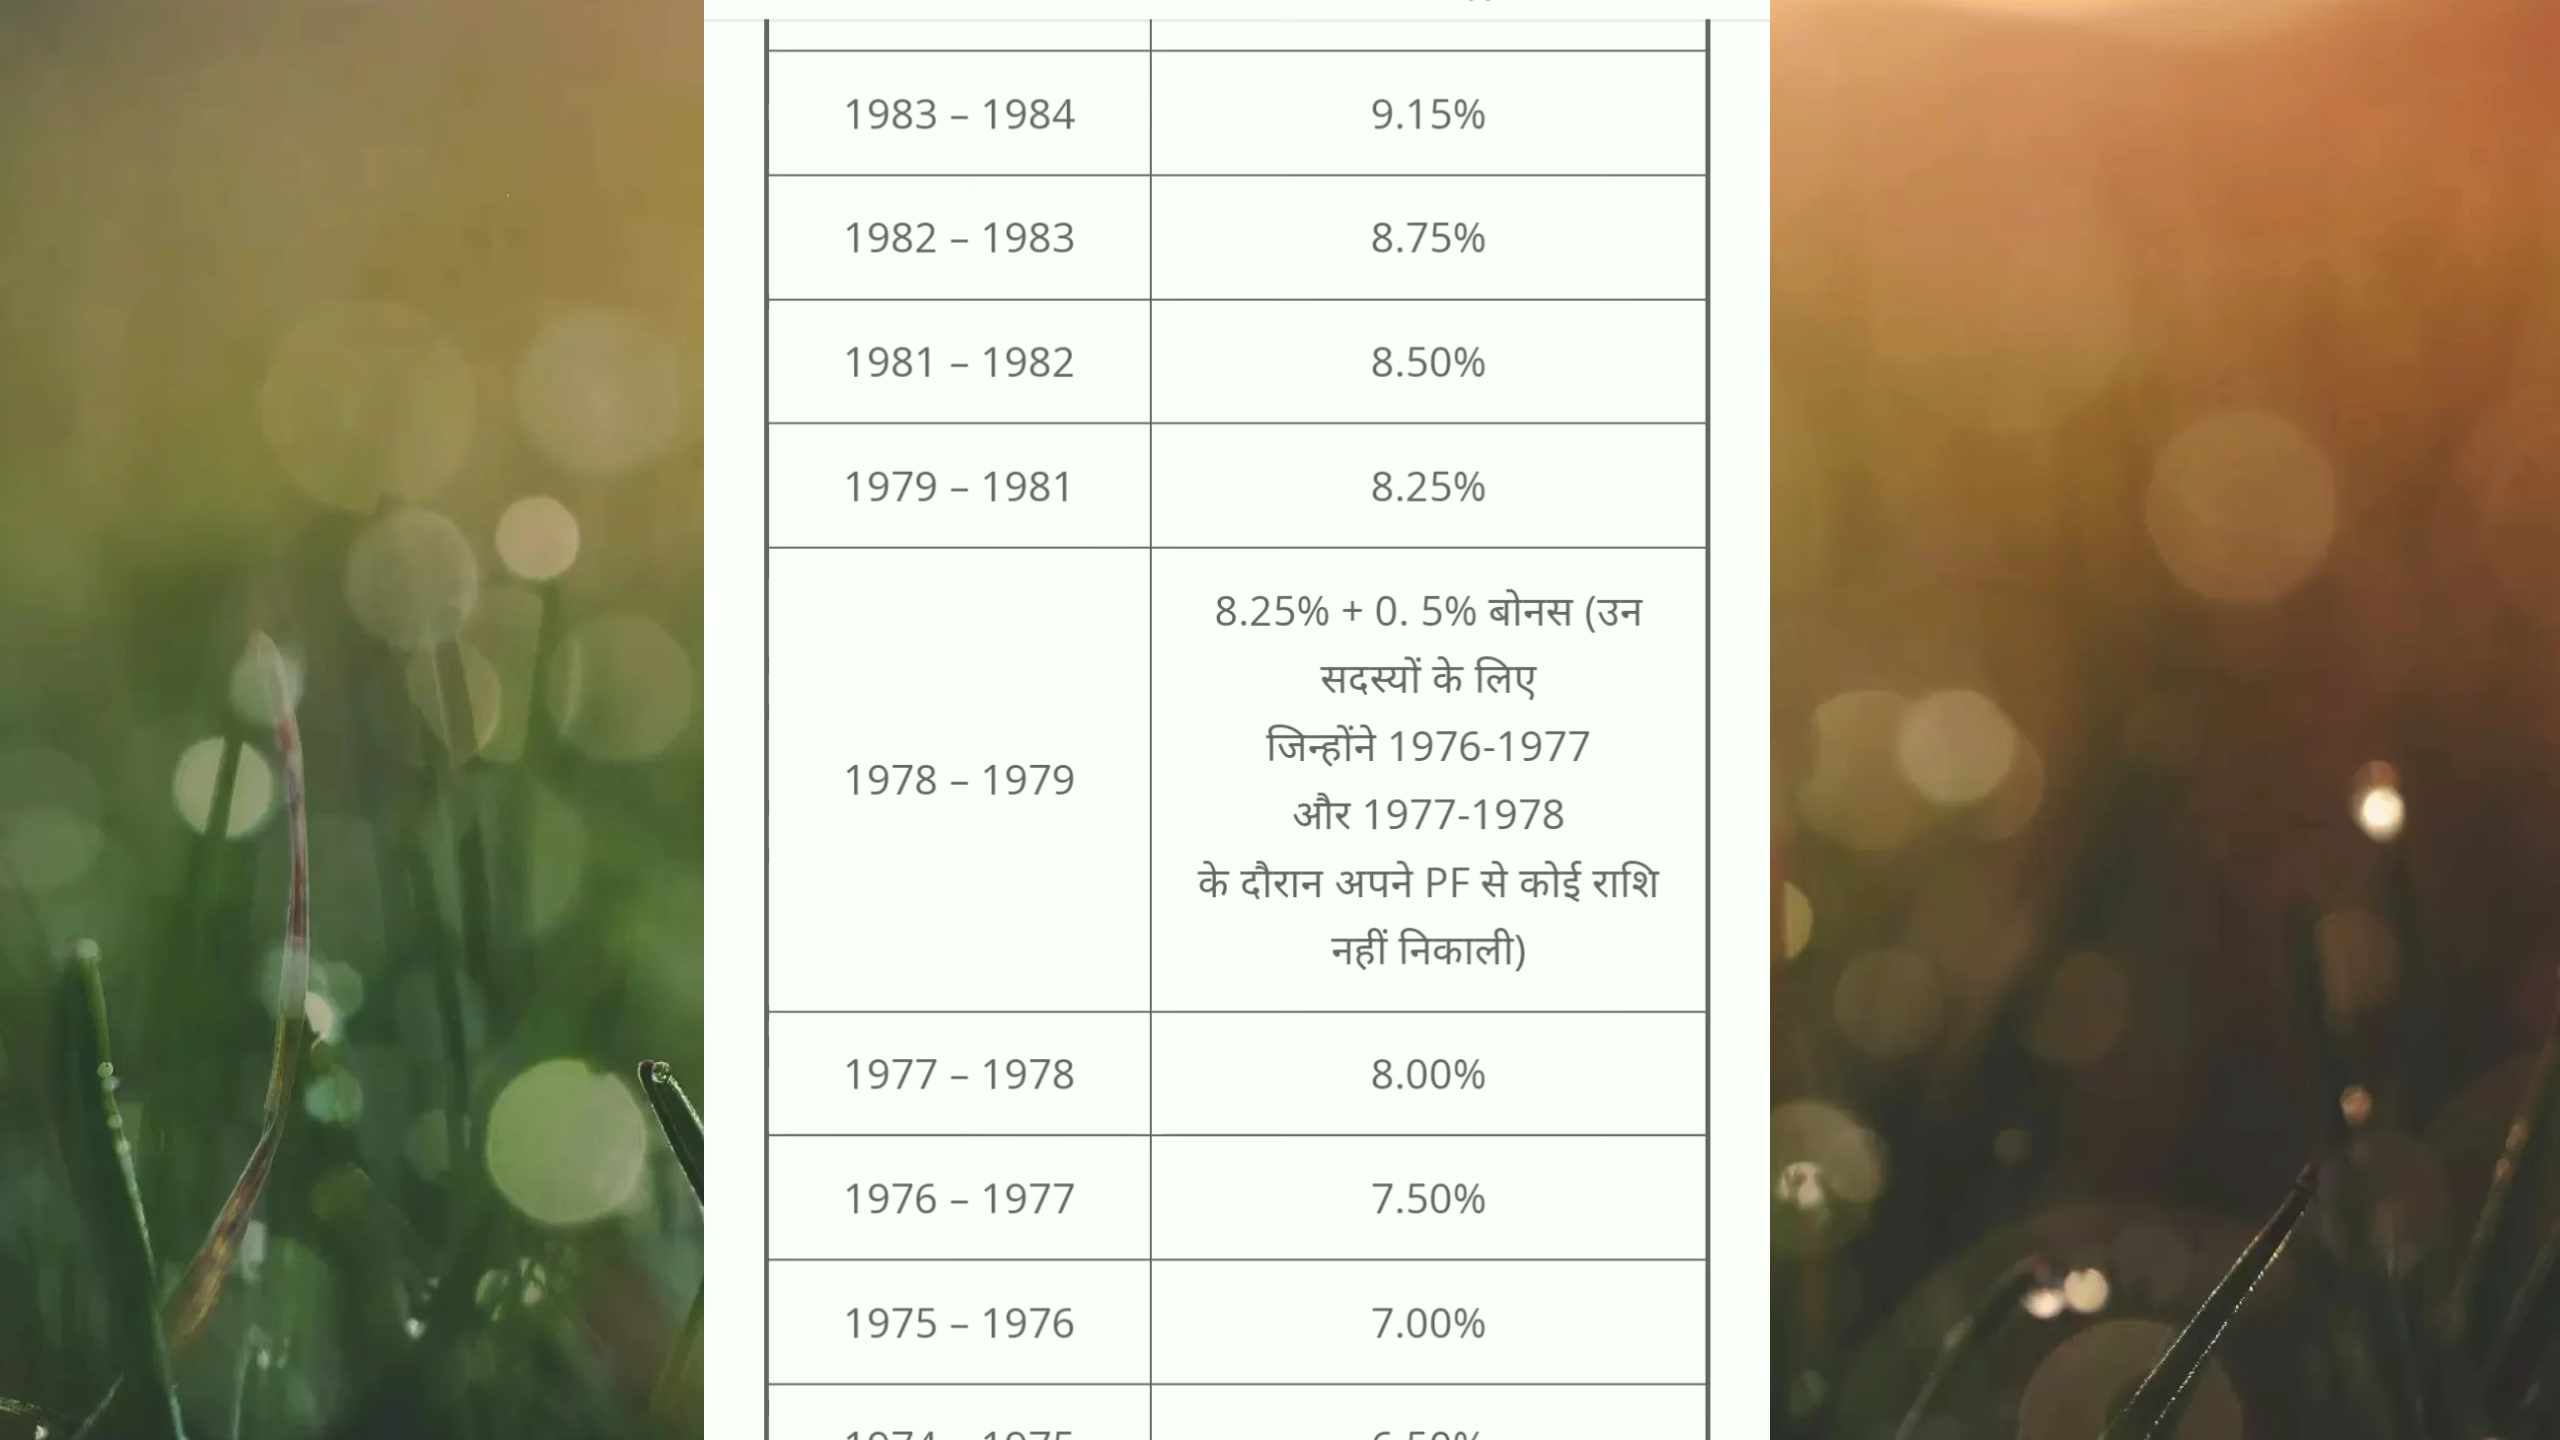 1983 – 1984 9.15%
1982 – 1983 8.75%
1981 – 1982 8.50%
1979 – 1981 8.25%
1978 – 1979
8.25% + 0. 5% बोनस (उन
सदस्यों के लिए
जिन्होंने 1976-1977
और 1977-1978
के दौरान अपने PF से कोई राशि
नहीं निकाली)
1977 – 1978 8.00%
1976 – 1977 7.50%
1975 – 1976 7.00%